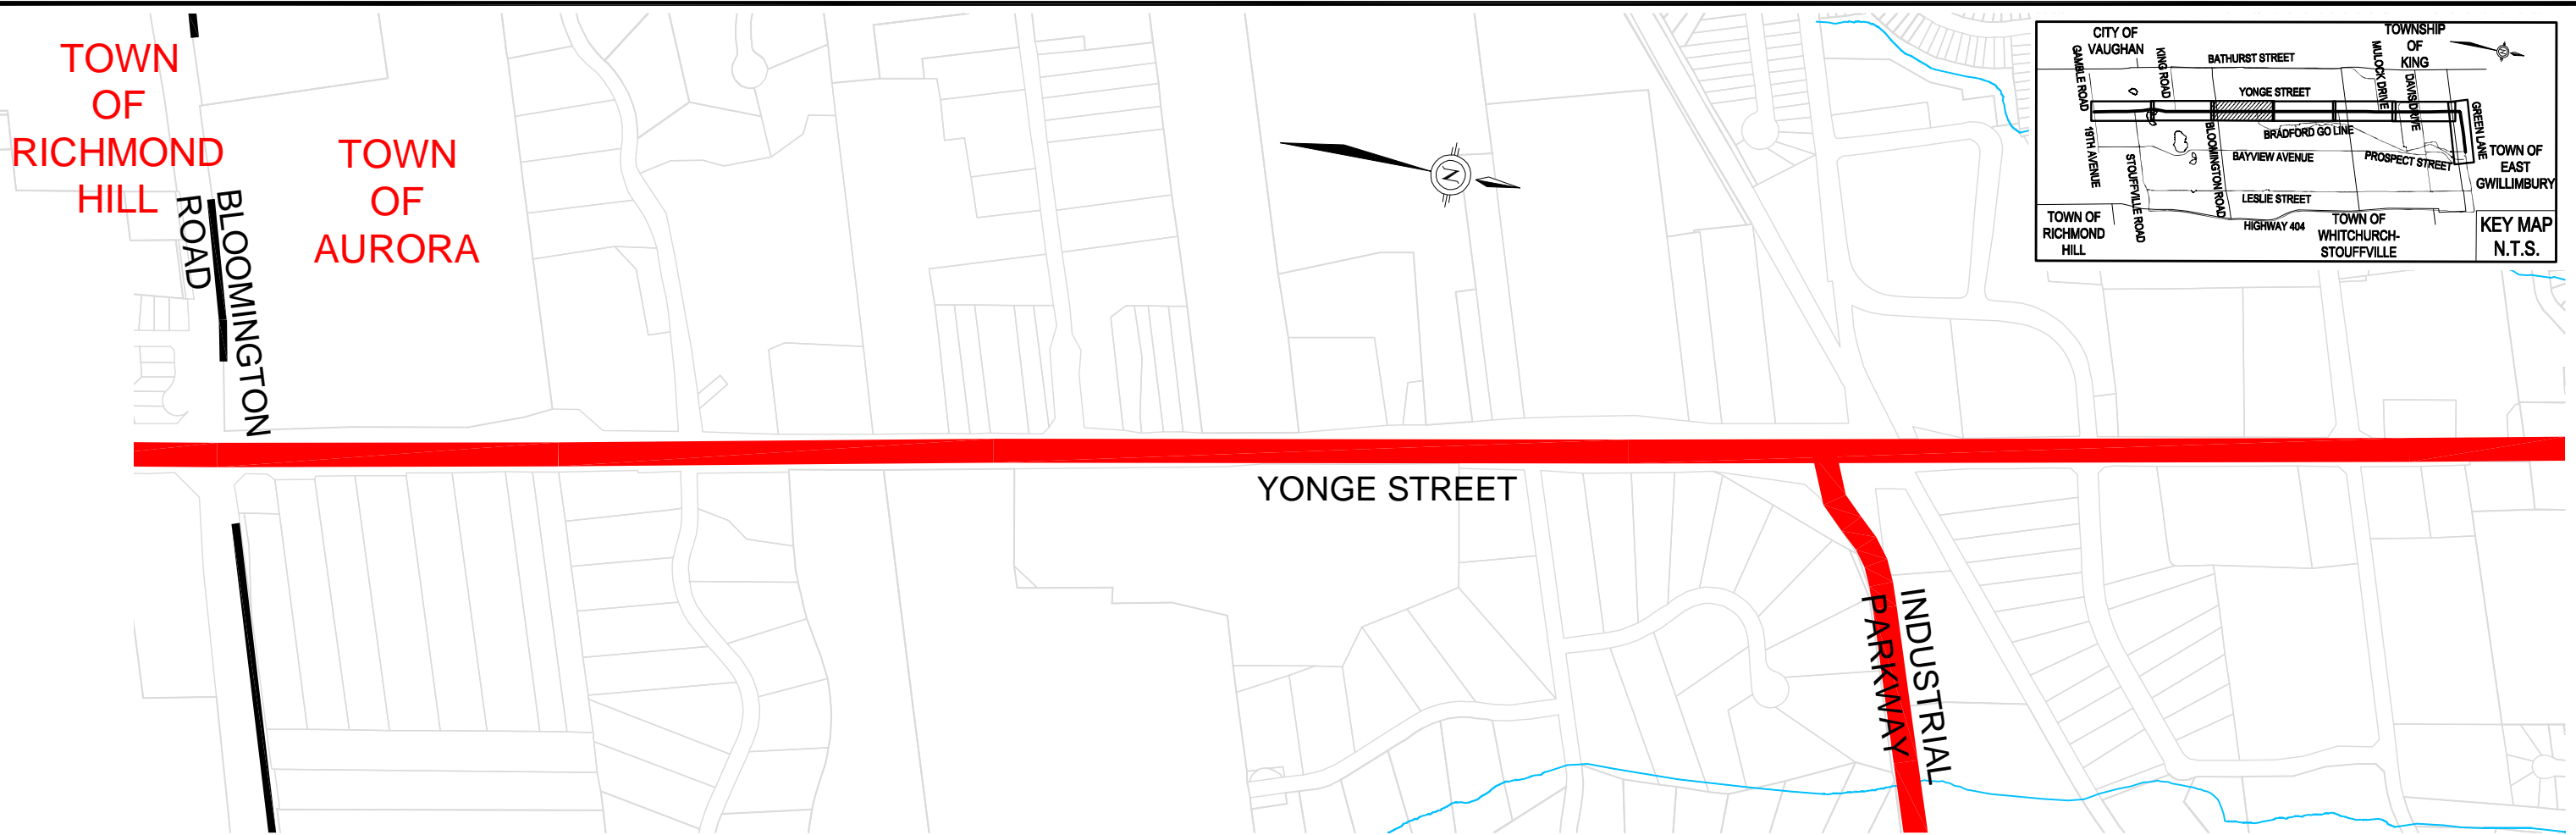 TOWN
OF
RICHMOND
HILL
TOWN
OF
AURORA
BLOOMINGTON
ROAD
N
YONGE STREET
INDUSTRIAL
PARKWAY
CITY OF
VAUGHAN
TOWNSHIP
OF
KING
GAMBLE ROAD
KING ROAD
BATHURST STREET
MULOCK DRIVE
DAVIS DRIVE
N
YONGE STREET
GREEN LANE
19TH AVENUE
STOUFFVILLE ROAD
BLOOMINGTON ROAD
BRADFORD GO LINE
BAYVIEW AVENUE
PROSPECT STREET
TOWN OF
EAST
GWILLIMBURY
LESLIE STREET
HIGHWAY 404
TOWN OF
RICHMOND
HILL
TOWN OF
WHITCHURCH-
STOUFFVILLE
KEY MAP
N.T.S.